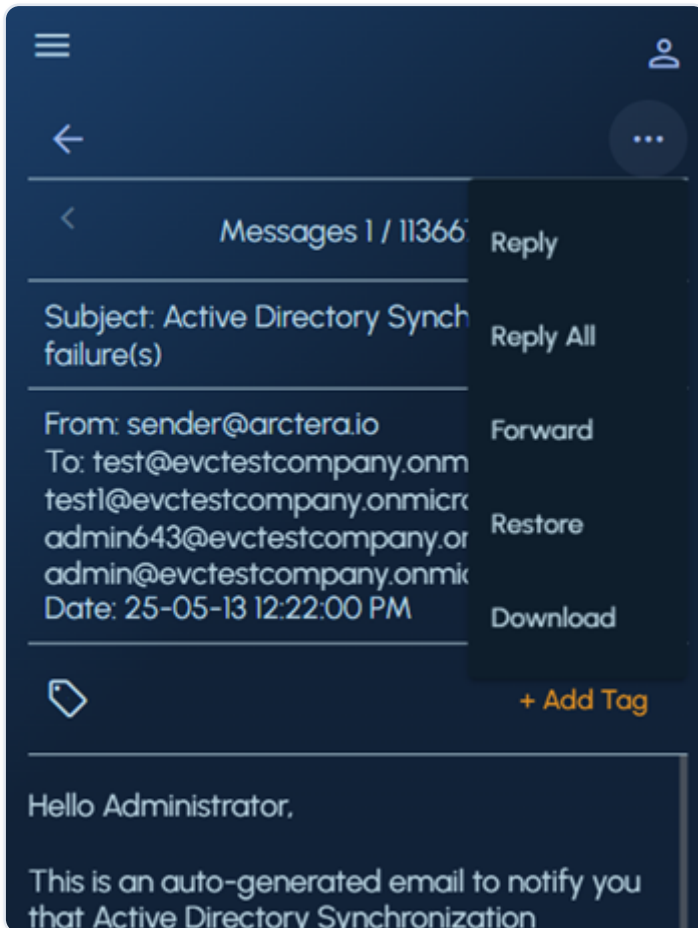 Messages 1 / 11366
Reply
Subject: Active Directory Synch
failure(s)
Reply All
From: sender@arctera.io
Forward
To: test@evctestcompany.onm
test1@evctestcompany.onmicro
Restore
admin643@evctestcompany.or
admin@evctestcompany.onmic
Date: 25-05-13 12:22:00 PM
Download
+ Add Tag
Hello Administrator,
This is an auto-generated email to notify you
that Active Directory Synchronization